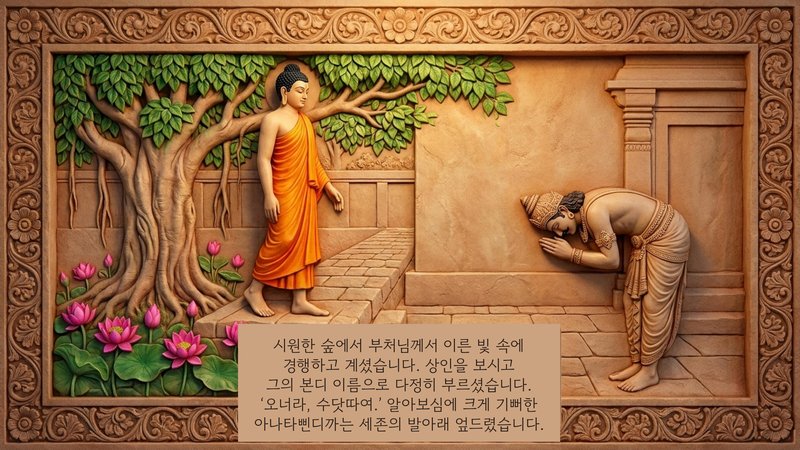 시원한 숲에서 부처님께서 이른 빛 속에
경행하고 계셨습니다. 상인을 보시고
그의 본디 이름으로 다정히 부르셨습니다.
‘오너라, 수닷따여.’ 알아보심에 크게 기뻐한
아나타삔디까는 세존의 발아래 엎드렸습니다.